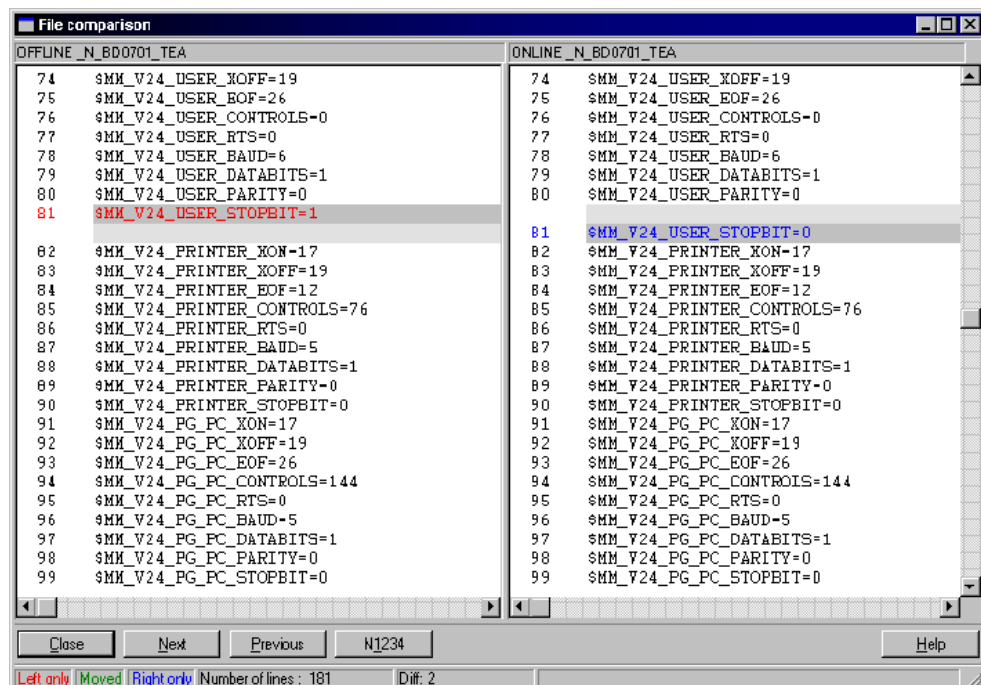 File comparison
OFFLINE _N_BD0701_TEA
74 $MM_V24_USER_XOFF=19
75 $MM_V24_USER_EOF=26
76 $MM_V24_USER_CONTROLS=0
77 $MM_V24_USER_RTS=0
78 $MM_V24_USER_BAUD=6
79 $MM_V24_USER_DATABITS=1
80 $MM_V24_USER_PARITY=0
81 $MM_V24_USER_STOPBIT=1
82 $MM_V24_PRINTER_XON=17
83 $MM_V24_PRINTER_XOFF=19
84 $MM_V24_PRINTER_EOF=12
85 $MM_V24_PRINTER_CONTROLS=76
86 $MM_V24_PRINTER_RTS=0
87 $MM_V24_PRINTER_BAUD=5
88 $MM_V24_PRINTER_DATABITS=1
89 $MM_V24_PRINTER_PARITY=0
90 $MM_V24_PRINTER_STOPBIT=0
91 $MM_V24_PG_PC_XON=17
92 $MM_V24_PG_PC_XOFF=19
93 $MM_V24_PG_PC_EOF=26
94 $MM_V24_PG_PC_CONTROLS=144
95 $MM_V24_PG_PC_RTS=0
96 $MM_V24_PG_PC_BAUD=5
97 $MM_V24_PG_PC_DATABITS=1
98 $MM_V24_PG_PC_PARITY=0
99 $MM_V24_PG_PC_STOPBIT=0
ONLINE _N_BD0701_TEA
74 $MM_V24_USER_XOFF=19
75 $MM_V24_USER_EOF=26
76 $MM_V24_USER_CONTROLS=0
77 $MM_V24_USER_RTS=0
78 $MM_V24_USER_BAUD=6
79 $MM_V24_USER_DATABITS=1
80 $MM_V24_USER_PARITY=0
81 $MM_V24_USER_STOPBIT=0
82 $MM_V24_PRINTER_XON=17
83 $MM_V24_PRINTER_XOFF=19
84 $MM_V24_PRINTER_EOF=12
85 $MM_V24_PRINTER_CONTROLS=76
86 $MM_V24_PRINTER_RTS=0
87 $MM_V24_PRINTER_BAUD=5
88 $MM_V24_PRINTER_DATABITS=1
89 $MM_V24_PRINTER_PARITY=0
90 $MM_V24_PRINTER_STOPBIT=0
91 $MM_V24_PG_PC_XON=17
92 $MM_V24_PG_PC_XOFF=19
93 $MM_V24_PG_PC_EOF=26
94 $MM_V24_PG_PC_CONTROLS=144
95 $MM_V24_PG_PC_RTS=0
96 $MM_V24_PG_PC_BAUD=5
97 $MM_V24_PG_PC_DATABITS=1
98 $MM_V24_PG_PC_PARITY=0
99 $MM_V24_PG_PC_STOPBIT=0
Close Next Previous N1234 Help
Left only Moved Right only Number of lines : 181 Diff: 2